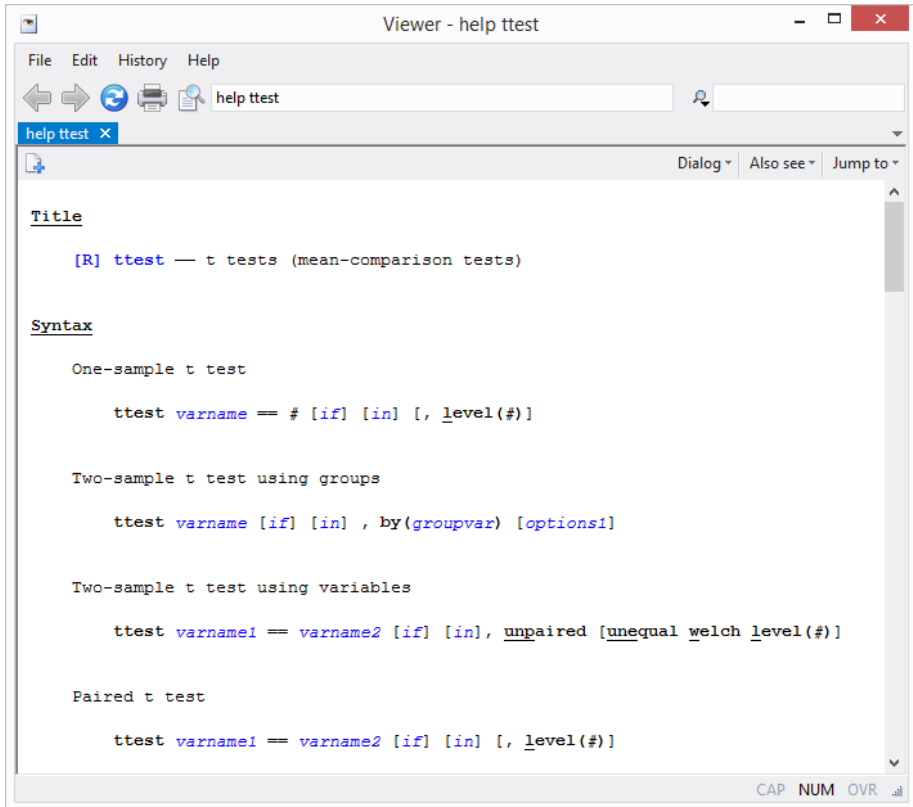 Viewer - help ttest
File Edit History Help
help ttest
help ttest
Dialog Also see Jump to
Title
[R] ttest — t tests (mean-comparison tests)
Syntax
One-sample t test
ttest varname == # [if] [in] [, level(#)]
Two-sample t test using groups
ttest varname [if] [in] , by(groupvar) [options1]
Two-sample t test using variables
ttest varname1 == varname2 [if] [in], unpaired [unequal welch level(#)]
Paired t test
ttest varname1 == varname2 [if] [in] [, level(#)]
CAP NUM OVR